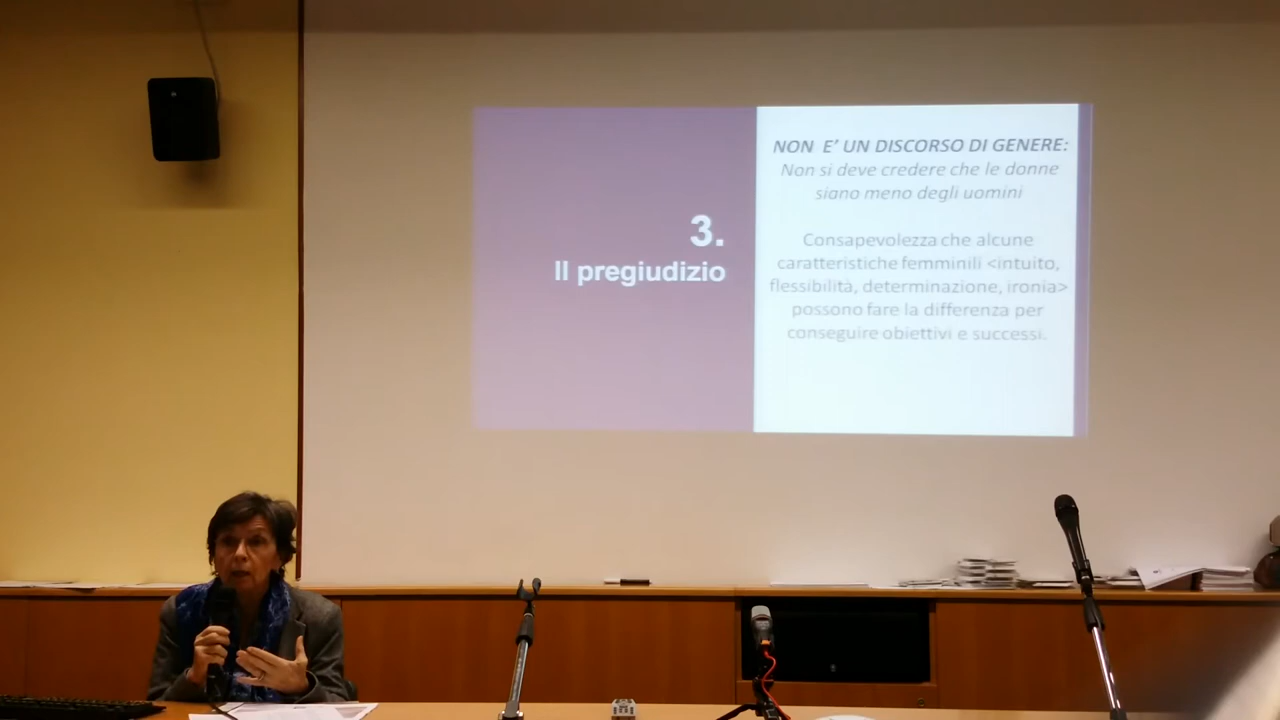 3.
Il pregiudizio
NON E' UN DISCORSO DI GENERE:
Non si deve credere che le donne
siano meno degli uomini
Consapevolezza che alcune
caratteristiche femminili <intuito,
flessibilità, determinazione, ironia>
possono fare la differenza per
conseguire obiettivi e successi.